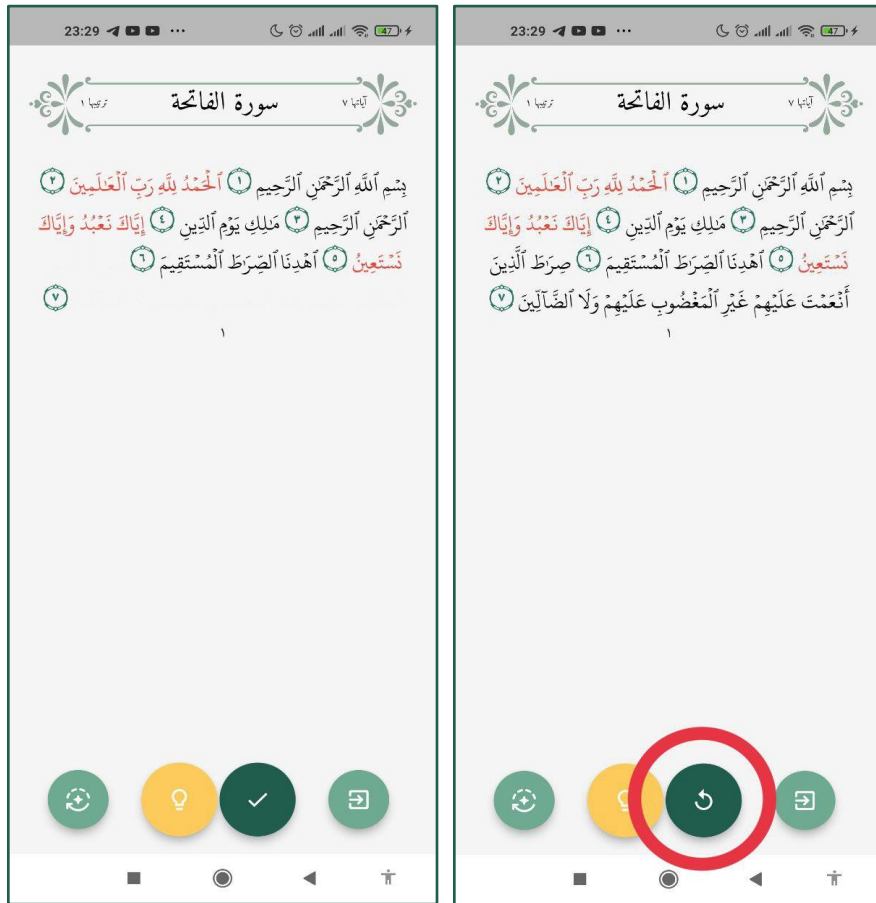 23:29 ...
47
سورة الفاتحة
آياتها ٧
ترتيبها ١
بِسْمِ ٱللَّهِ ٱلرَّحْمَٰنِ ٱلرَّحِيمِ ١ ٱلْحَمْدُ لِلَّهِ رَبِّ ٱلْعَٰلَمِينَ ٢
ٱلرَّحْمَٰنِ ٱلرَّحِيمِ ٣ مَٰلِكِ يَوْمِ ٱلدِّينِ ٤ إِيَّاكَ نَعْبُدُ وَإِيَّاكَ
نَسْتَعِينُ ٥ ٱهْدِنَا ٱلصِّرَٰطَ ٱلْمُسْتَقِيمَ ٦
٧
١
23:29 ...
47
سورة الفاتحة
آياتها ٧
ترتيبها ١
بِسْمِ ٱللَّهِ ٱلرَّحْمَٰنِ ٱلرَّحِيمِ ١ ٱلْحَمْدُ لِلَّهِ رَبِّ ٱلْعَٰلَمِينَ ٢
ٱلرَّحْمَٰنِ ٱلرَّحِيمِ ٣ مَٰلِكِ يَوْمِ ٱلدِّينِ ٤ إِيَّاكَ نَعْبُدُ وَإِيَّاكَ
نَسْتَعِينُ ٥ ٱهْدِنَا ٱلصِّرَٰطَ ٱلْمُسْتَقِيمَ ٦ صِرَٰطَ ٱلَّذِينَ
أَنْعَمْتَ عَلَيْهِمْ غَيْرِ ٱلْمَغْضُوبِ عَلَيْهِمْ وَلَا ٱلضَّآلِّينَ ٧
١